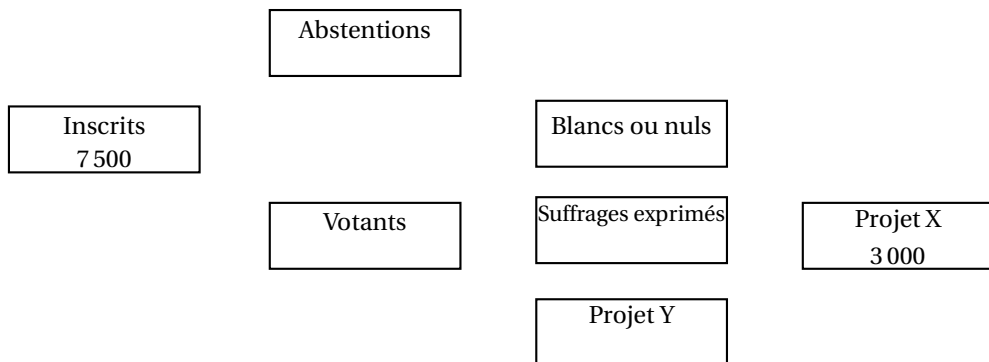 Abstentions
Inscrits
7 500
Blancs ou nuls
Votants
Suffrages exprimés
Projet X
3 000
Projet Y